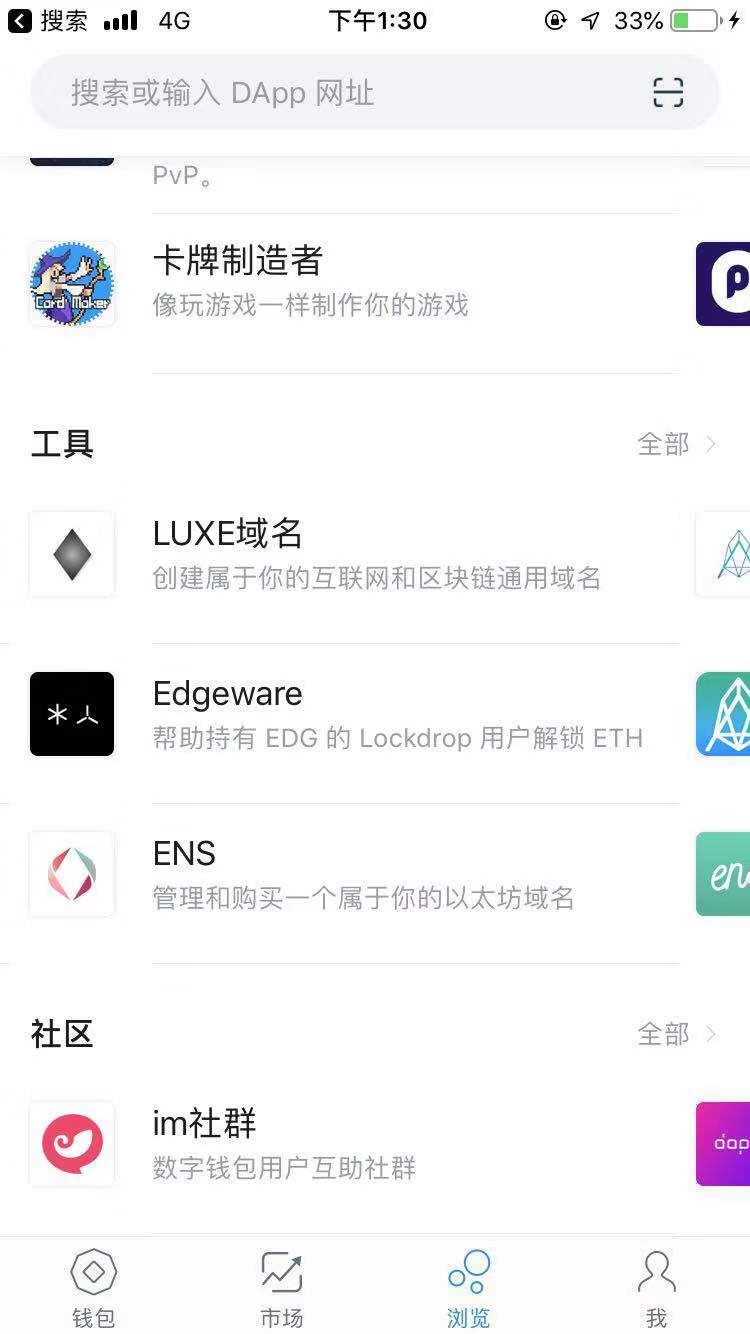 搜索 4G 下午1:30 33%
搜索或输入 DApp 网址
PvP。
卡牌制造者
Card Maker
像玩游戏一样制作你的游戏
工具 全部
LUXE域名
创建属于你的互联网和区块链通用域名
Edgeware
帮助持有 EDG 的 Lockdrop 用户解锁 ETH
ENS
管理和购买一个属于你的以太坊域名
en
社区 全部
im社群
dap
数字钱包用户互助社群
钱包 市场 浏览 我